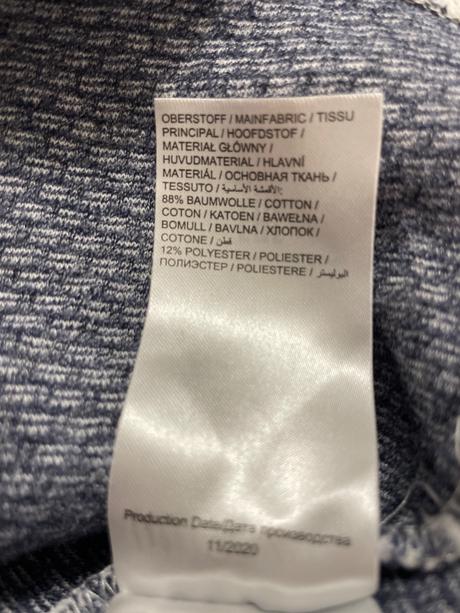 OBERSTOFF / MAINFABRIC / TISSU
PRINCIPAL / HOOFDSTOF /
MATERIAŁ GŁÓWNY /
HUVUDMATERIAL / HLAVNÍ
MATERIÁL / ОСНОВНАЯ ТКАНЬ /
TESSUTO / الأقمشة الأساسية:
88% BAUMWOLLE / COTTON /
COTON / KATOEN / BAWEŁNA /
BOMULL / BAVLNA / ХЛОПОК /
COTONE / قطن
12% POLYESTER / POLIESTER /
ПОЛИЭСТЕР / POLIESTERE / البوليستر
Production Date/Дата производства
11/2020